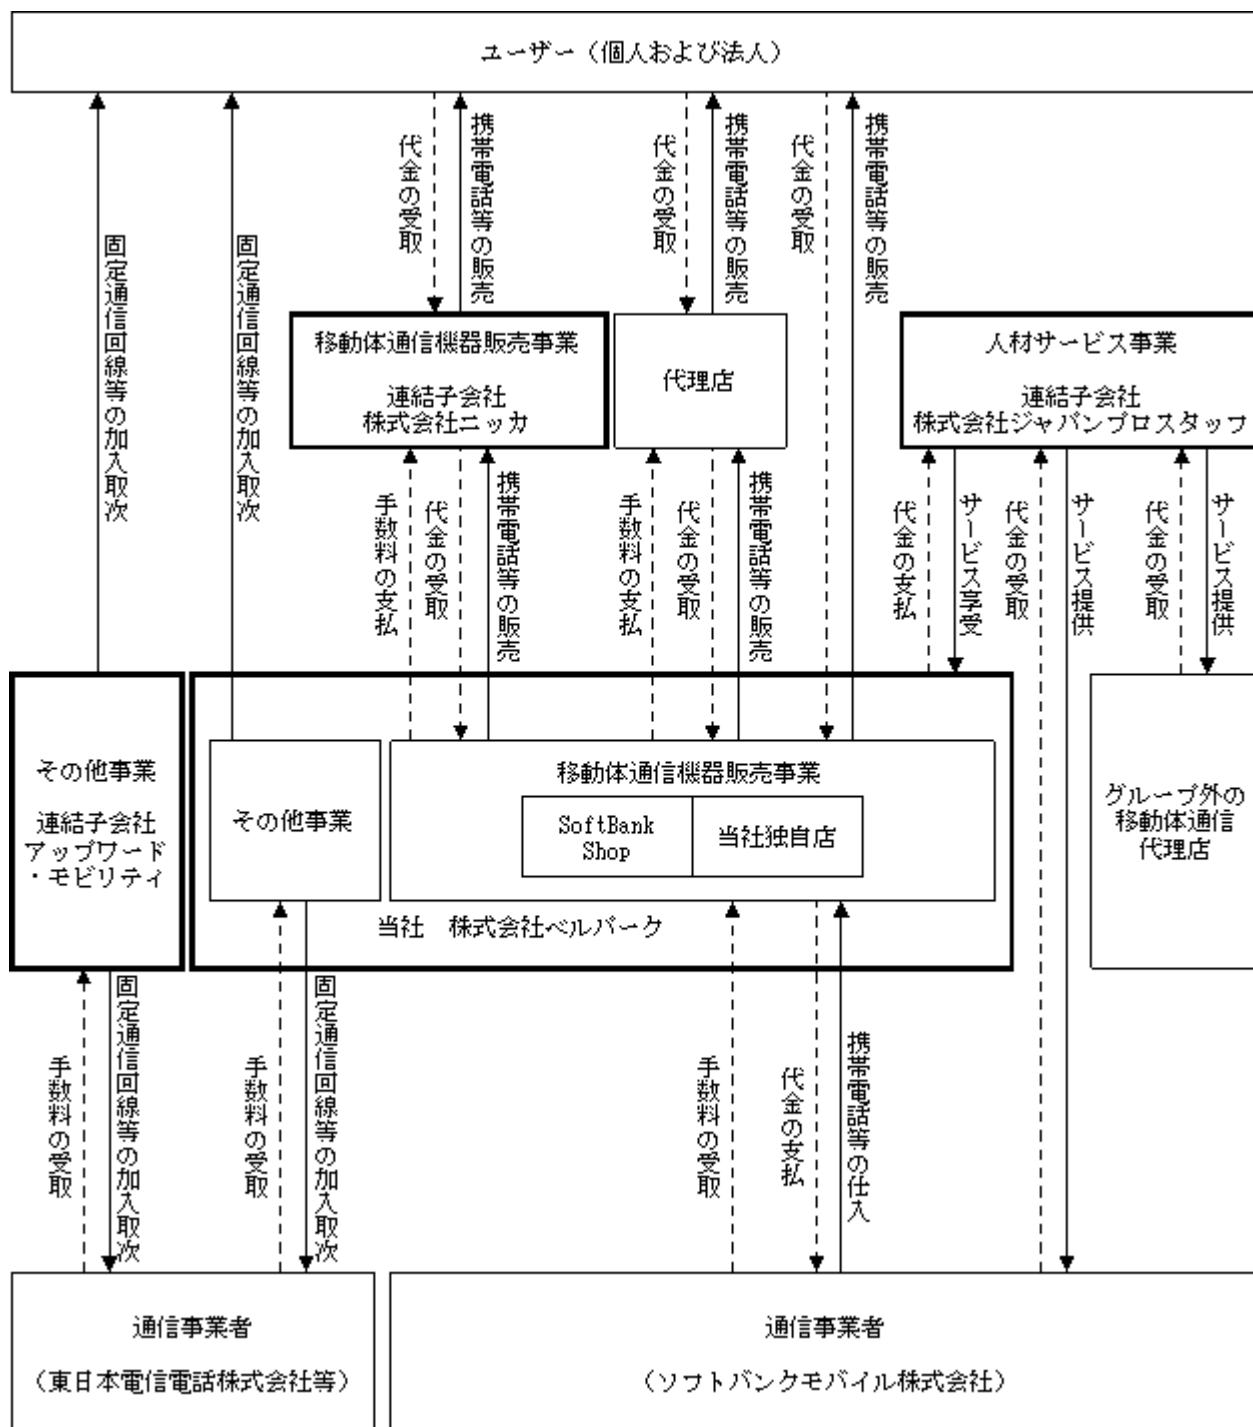 ユーザー（個人および法人）
固定通信回線等の加入取次
固定通信回線等の加入取次
代金の受取
携帯電話等の販売
代金の受取
携帯電話等の販売
代金の受取
携帯電話等の販売
移動体通信機器販売事業
連結子会社
株式会社ニッカ
代理店
人材サービス事業
連結子会社
株式会社ジャパンプロスタッフ
手数料の支払
代金の受取
携帯電話等の販売
手数料の支払
代金の受取
携帯電話等の販売
代金の支払
サービス享受
代金の受取
サービス提供
代金の受取
サービス提供
その他事業
連結子会社
アップワード
・モビリティ
その他事業
移動体通信機器販売事業
SoftBank
Shop
当社独自店
当社　株式会社ベルパーク
グループ外の
移動体通信
代理店
手数料の受取
固定通信回線等の加入取次
手数料の受取
固定通信回線等の加入取次
手数料の受取
代金の支払
携帯電話等の仕入
通信事業者
（東日本電信電話株式会社等）
通信事業者
（ソフトバンクモバイル株式会社）